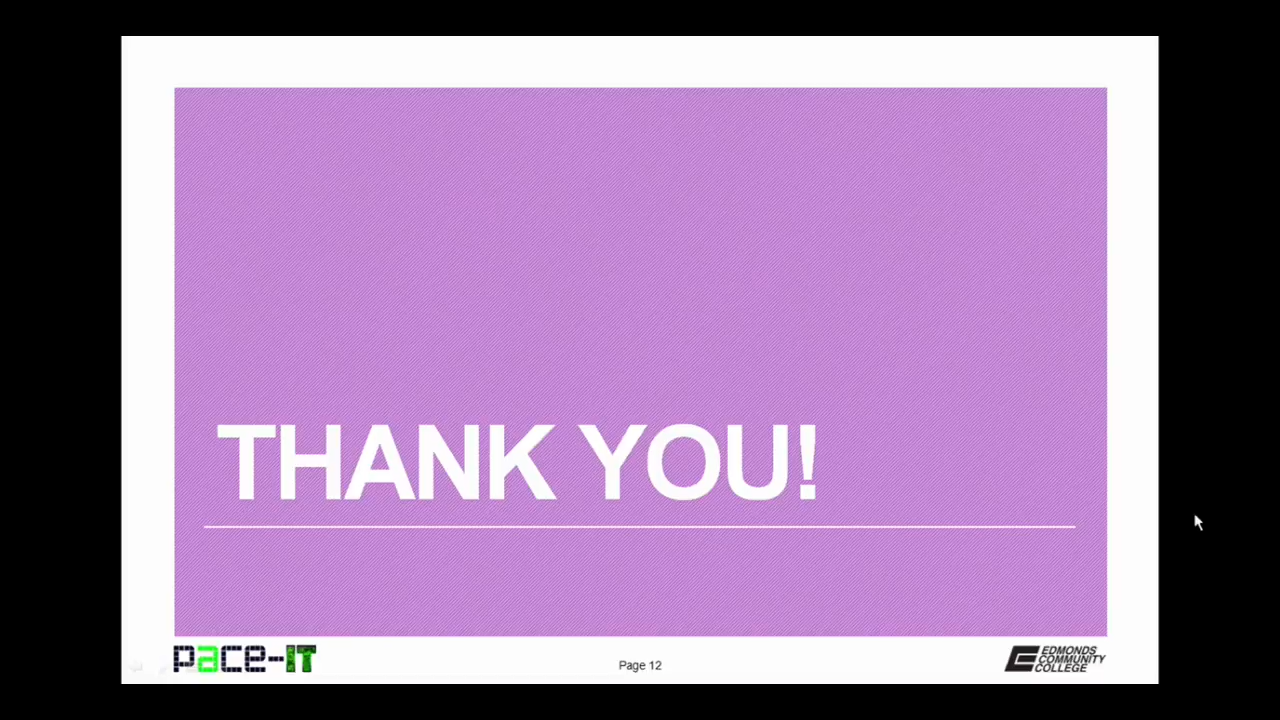 THANK YOU!
pace-IT
Page 12
EDMONDS
COMMUNITY
COLLEGE